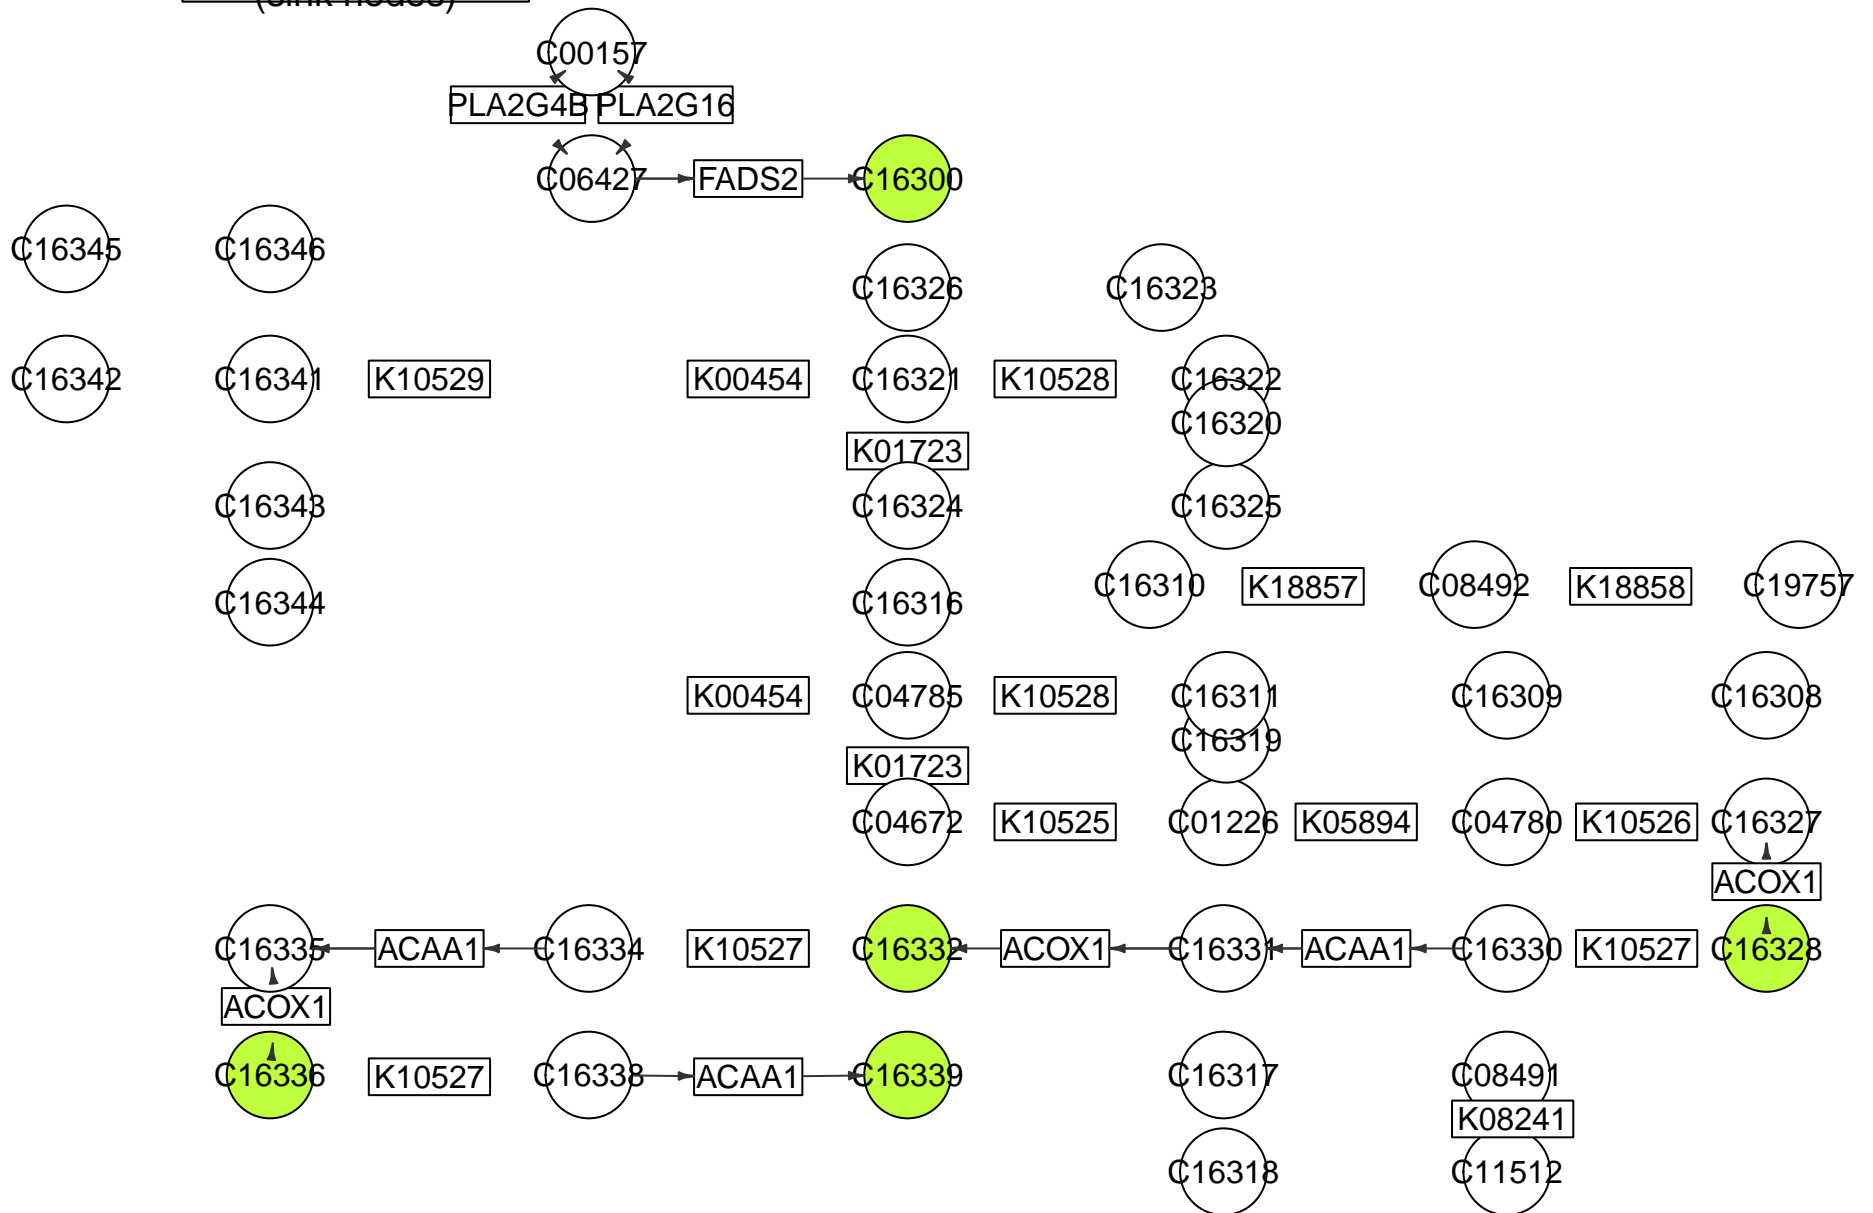 (sink nodes)
C00157
PLA2G4B PLA2G16
C06427 FADS2 C16300
C16345 C16346
C16326 C16323
C16342 C16341 K10529 K00454 C16321 K10528 C16322
C16320
K01723
C16343 C16324 C16325
C16310 K18857 C08492 K18858 C19757
C16344 C16316
K00454 C04785 K10528 C16311 C16309 C16308
C16319
K01723
C04672 K10525 C01226 K05894 C04780 K10526 C16327
ACOX1
C16335 ACAA1 C16334 K10527 C16332 ACOX1 C16331 ACAA1 C16330 K10527 C16328
ACOX1
C16336 K10527 C16338 ACAA1 C16339 C16317 C08491
K08241
C16318 C11512